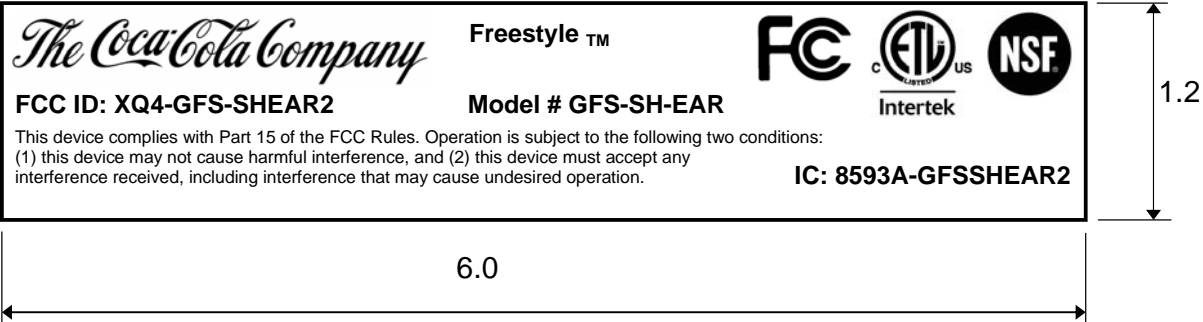 The Coca-Cola Company
Freestyle TM
FC
C ETL US
LISTED
Intertek
NSF
FCC ID: XQ4-GFS-SHEAR2
Model # GFS-SH-EAR
This device complies with Part 15 of the FCC Rules. Operation is subject to the following two conditions:
(1) this device may not cause harmful interference, and (2) this device must accept any
interference received, including interference that may cause undesired operation.
IC: 8593A-GFSSHEAR2
1.2
6.0